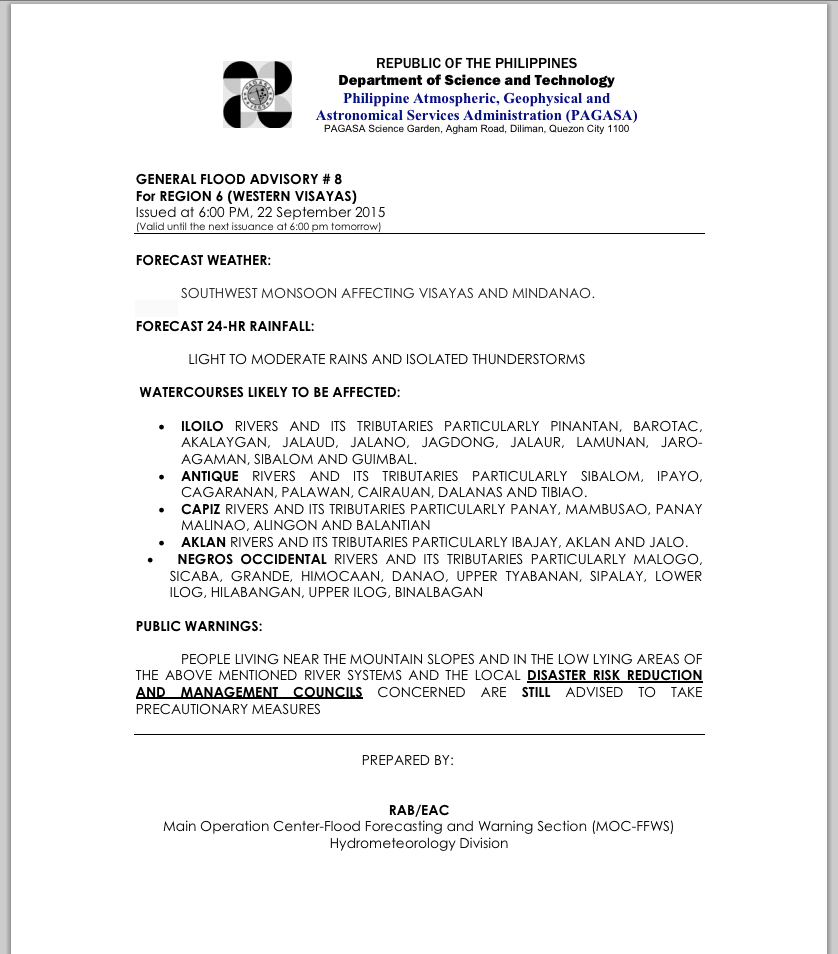 REPUBLIC OF THE PHILIPPINES
Department of Science and Technology
Philippine Atmospheric, Geophysical and
Astronomical Services Administration (PAGASA)
PAGASA Science Garden, Agham Road, Diliman, Quezon City 1100
GENERAL FLOOD ADVISORY # 8
For REGION 6 (WESTERN VISAYAS)
Issued at 6:00 PM, 22 September 2015
(Valid until the next issuance at 6:00 pm tomorrow)
FORECAST WEATHER:
SOUTHWEST MONSOON AFFECTING VISAYAS AND MINDANAO.
FORECAST 24-HR RAINFALL:
LIGHT TO MODERATE RAINS AND ISOLATED THUNDERSTORMS
WATERCOURSES LIKELY TO BE AFFECTED:
• ILOILO RIVERS AND ITS TRIBUTARIES PARTICULARLY PINANTAN, BAROTAC,
AKALAYGAN, JALAUD, JALANO, JAGDONG, JALAUR, LAMUNAN, JARO-
AGAMAN, SIBALOM AND GUIMBAL.
• ANTIQUE RIVERS AND ITS TRIBUTARIES PARTICULARLY SIBALOM, IPAYO,
CAGARANAN, PALAWAN, CAIRAUAN, DALANAS AND TIBIAO.
• CAPIZ RIVERS AND ITS TRIBUTARIES PARTICULARLY PANAY, MAMBUSAO, PANAY
MALINAO, ALINGON AND BALANTIAN
• AKLAN RIVERS AND ITS TRIBUTARIES PARTICULARLY IBAJAY, AKLAN AND JALO.
• NEGROS OCCIDENTAL RIVERS AND ITS TRIBUTARIES PARTICULARLY MALOGO,
SICABA, GRANDE, HIMOCAAN, DANAO, UPPER TYABANAN, SIPALAY, LOWER
ILOG, HILABANGAN, UPPER ILOG, BINALBAGAN
PUBLIC WARNINGS:
PEOPLE LIVING NEAR THE MOUNTAIN SLOPES AND IN THE LOW LYING AREAS OF
THE ABOVE MENTIONED RIVER SYSTEMS AND THE LOCAL DISASTER RISK REDUCTION
AND MANAGEMENT COUNCILS CONCERNED ARE STILL ADVISED TO TAKE
PRECAUTIONARY MEASURES
PREPARED BY:
RAB/EAC
Main Operation Center-Flood Forecasting and Warning Section (MOC-FFWS)
Hydrometeorology Division